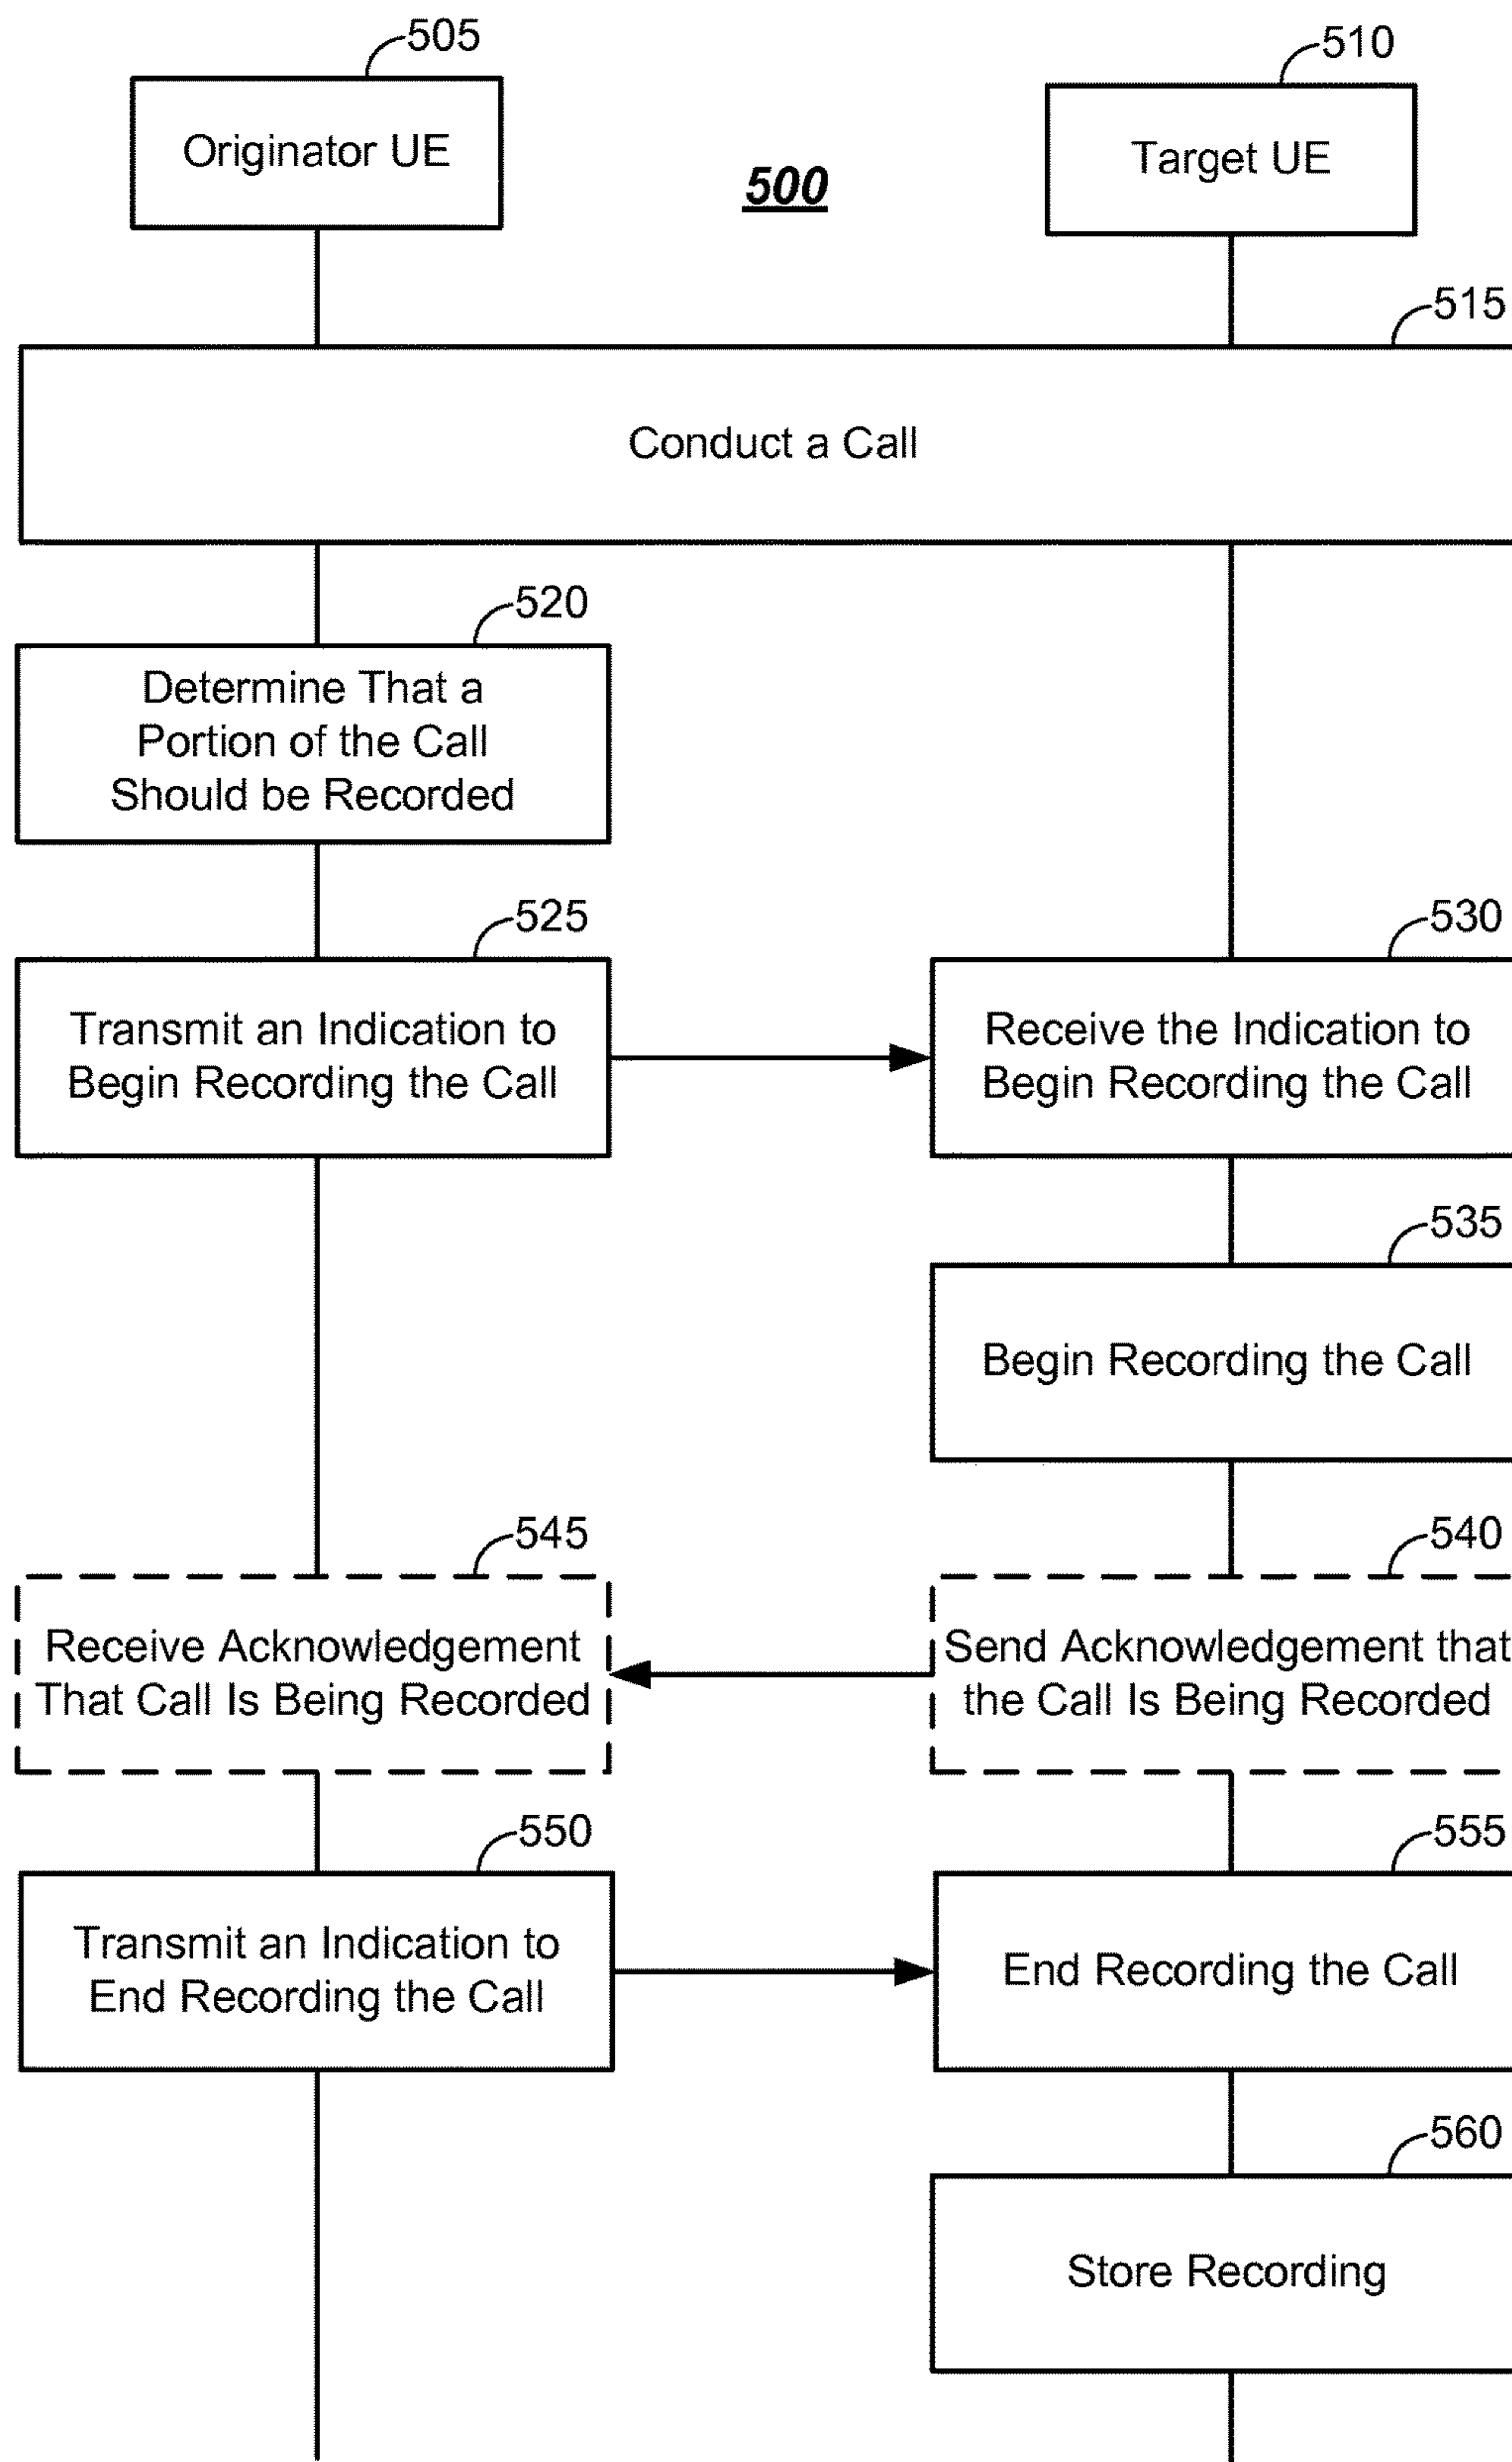 505
510
Originator UE
Target UE
500
515
Conduct a Call
520
Determine That a
Portion of the Call
Should be Recorded
525
530
Transmit an Indication to
Begin Recording the Call
Receive the Indication to
Begin Recording the Call
535
Begin Recording the Call
545
540
Receive Acknowledgement
That Call Is Being Recorded
Send Acknowledgement that
the Call Is Being Recorded
550
555
Transmit an Indication to
End Recording the Call
End Recording the Call
560
Store Recording